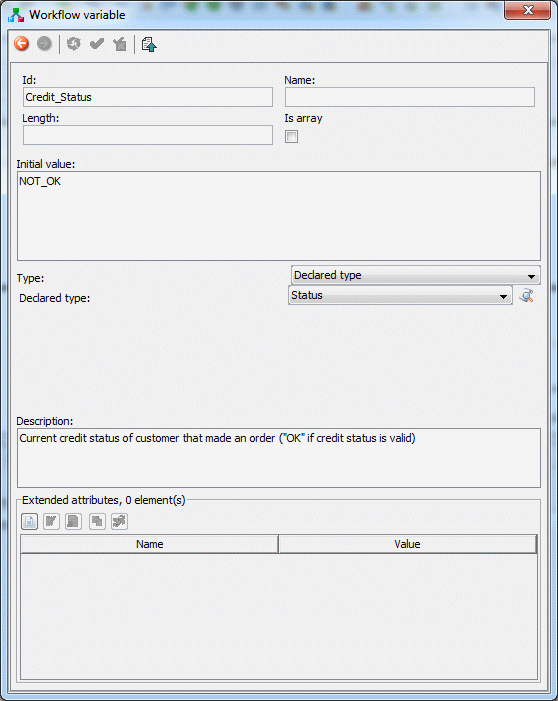 Workflow variable
Id:
Name:
Credit_Status
Length:
Is array
Initial value:
NOT_OK
Type:
Declared type
Declared type:
Status
Description:
Current credit status of customer that made an order ("OK" if credit status is valid)
Extended attributes, 0 element(s)
Name
Value